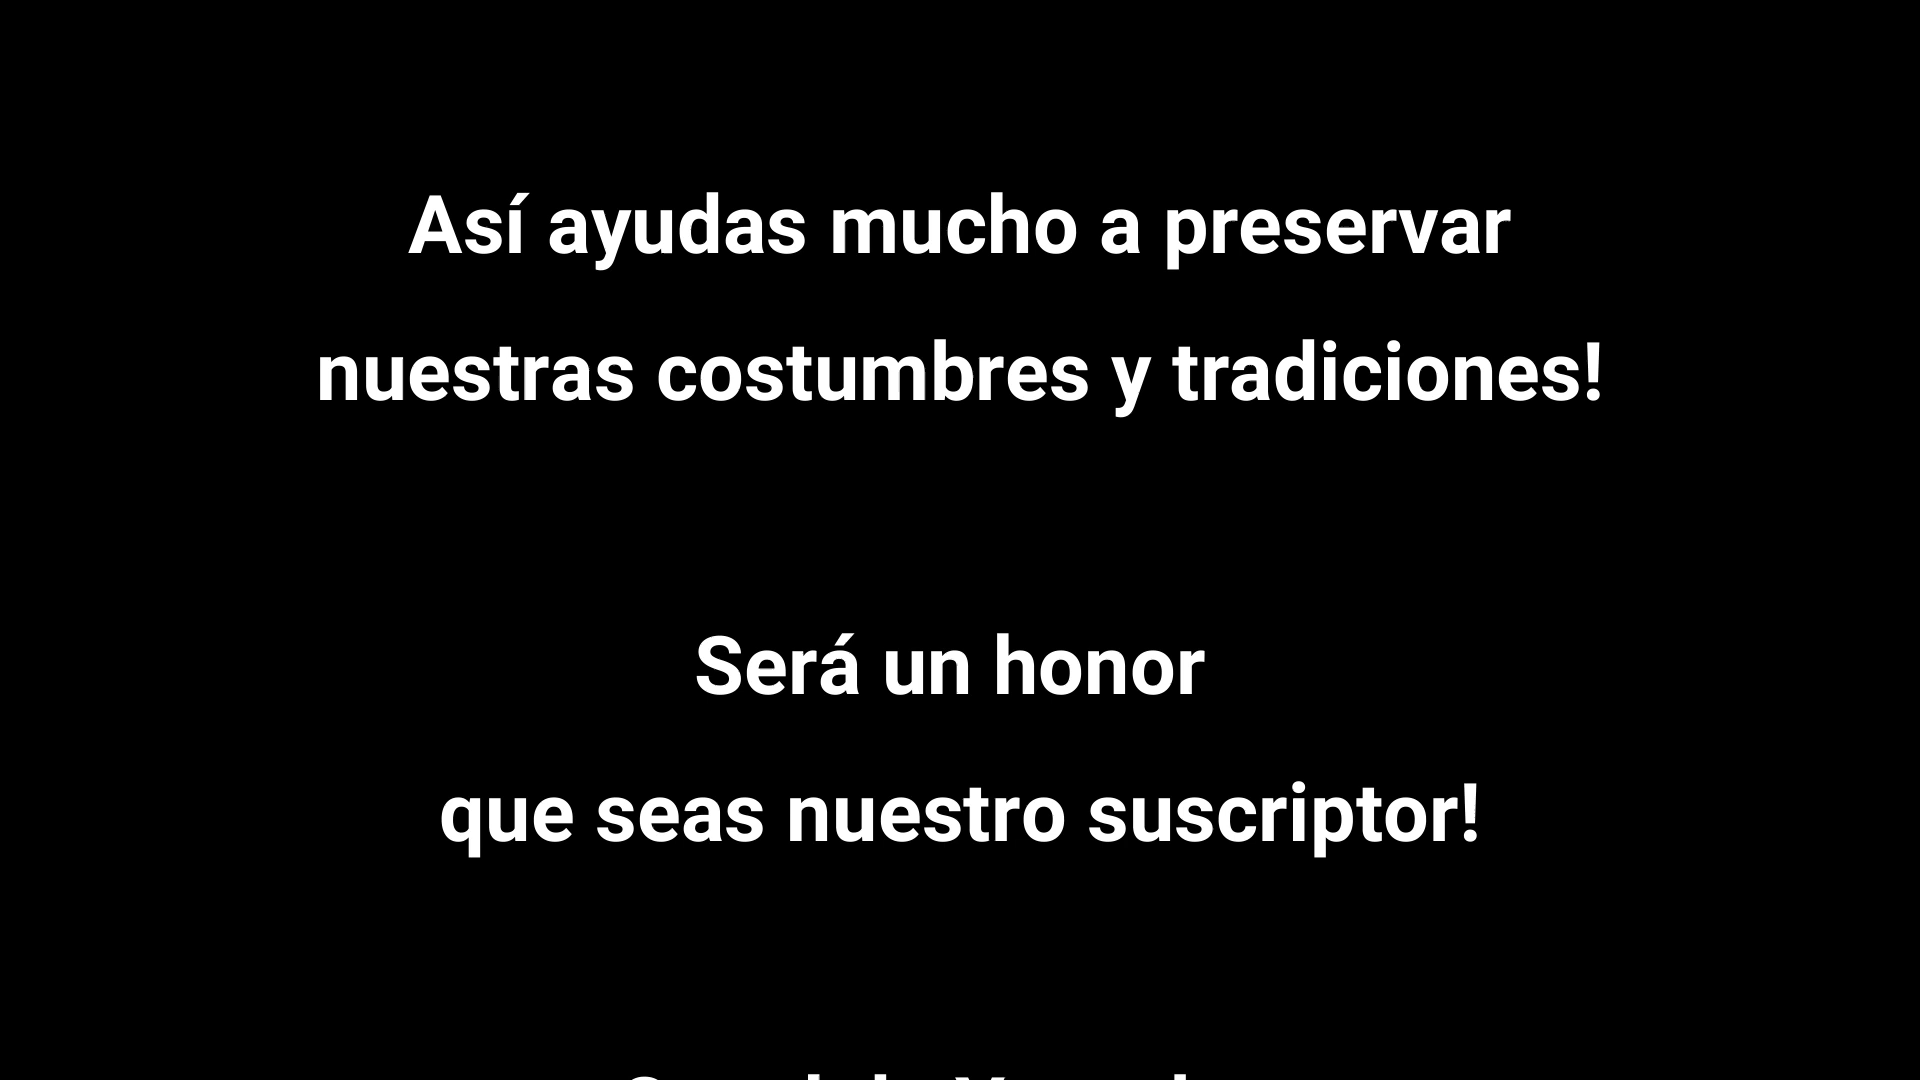 Así ayudas mucho a preservar
nuestras costumbres y tradiciones!
Será un honor
que seas nuestro suscriptor!